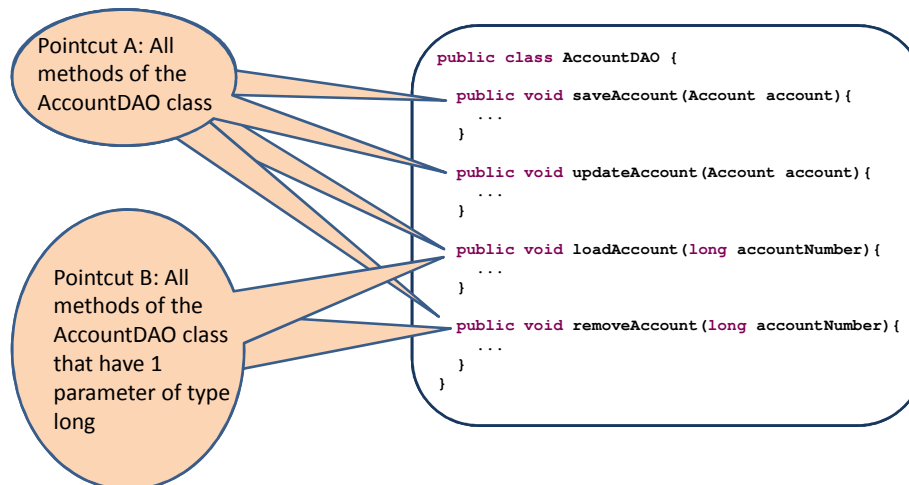 Pointcut A: All
methods of the
AccountDAO class
public class AccountDAO {
public void saveAccount(Account account){
...
}
public void updateAccount(Account account){
...
}
public void loadAccount(long accountNumber){
...
}
public void removeAccount(long accountNumber){
...
}
}
Pointcut B: All
methods of the
AccountDAO class
that have 1
parameter of type
long